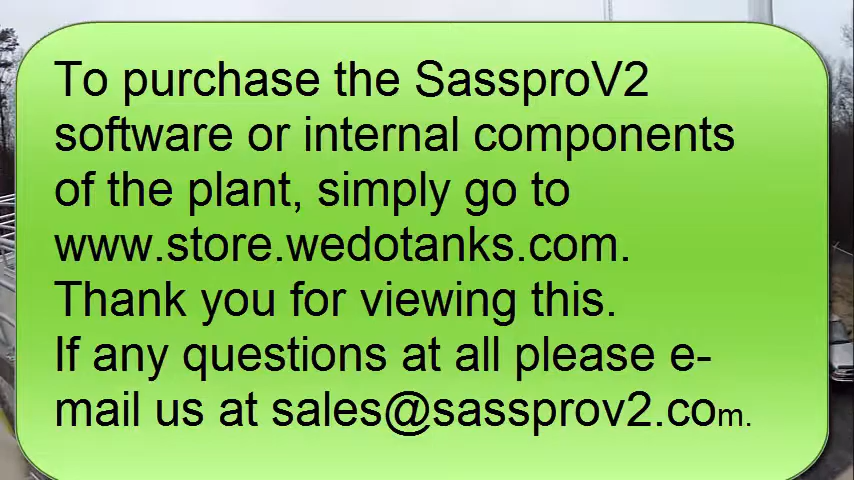 To purchase the SassproV2
software or internal components
of the plant, simply go to
www.store.wedotanks.com.
Thank you for viewing this.
If any questions at all please e-
mail us at sales@sassprov2.com.